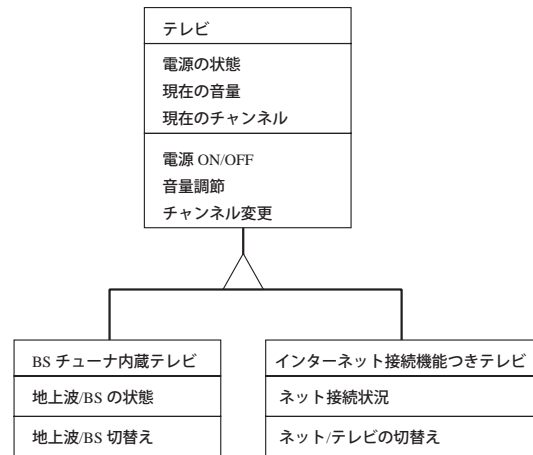 テレビ
電源の状態
現在の音量
現在のチャンネル
電源 ON/OFF
音量調節
チャンネル変更
BS チューナ内蔵テレビ
地上波/BS の状態
地上波/BS 切替え
インターネット接続機能つきテレビ
ネット接続状況
ネット/テレビの切替え